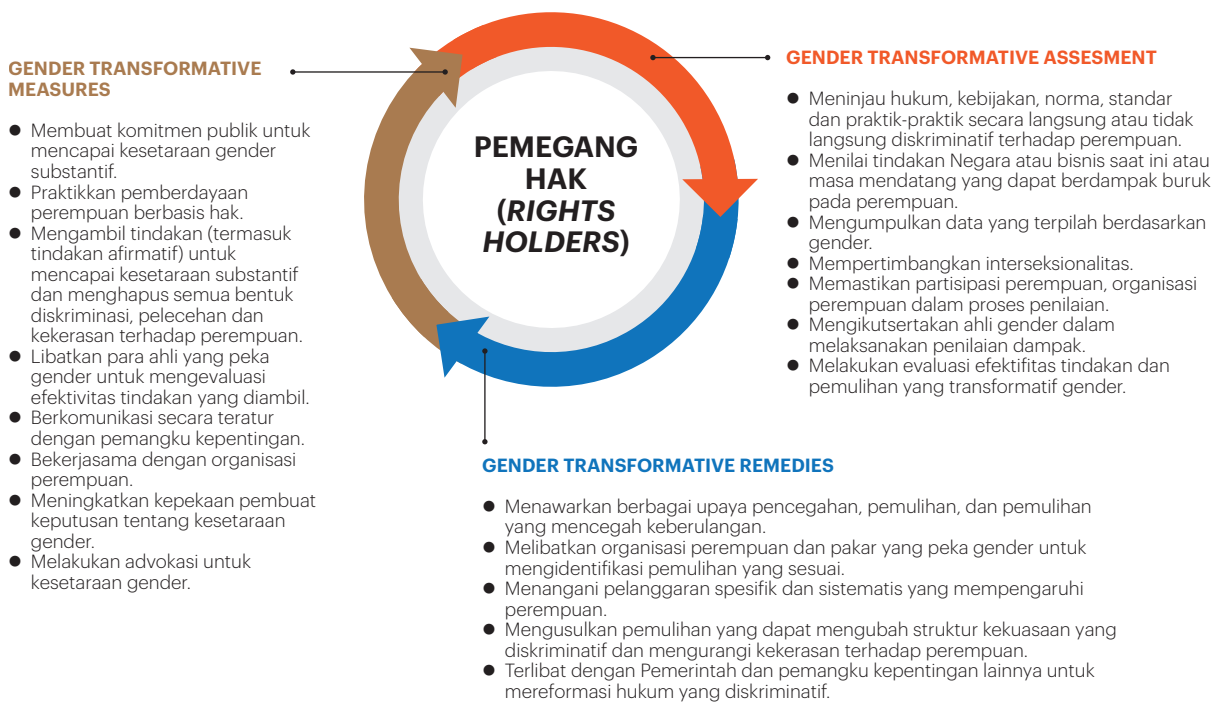 GENDER TRANSFORMATIVE
MEASURES
● Membuat komitmen publik untuk
mencapai kesetaraan gender
substantif.
● Praktikkan pemberdayaan
perempuan berbasis hak.
● Mengambil tindakan (termasuk
tindakan afirmatif) untuk
mencapai kesetaraan substantif
dan menghapus semua bentuk
diskriminasi, pelecehan dan
kekerasan terhadap perempuan.
● Libatkan para ahli yang peka
gender untuk mengevaluasi
efektivitas tindakan yang diambil.
● Berkomunikasi secara teratur
dengan pemangku kepentingan.
● Bekerjasama dengan organisasi
perempuan.
● Meningkatkan kepekaan pembuat
keputusan tentang kesetaraan
gender.
● Melakukan advokasi untuk
kesetaraan gender.
PEMEGANG
HAK
(RIGHTS
HOLDERS)
GENDER TRANSFORMATIVE ASSESMENT
● Meninjau hukum, kebijakan, norma, standar
dan praktik-praktik secara langsung atau tidak
langsung diskriminatif terhadap perempuan.
● Menilai tindakan Negara atau bisnis saat ini atau
masa mendatang yang dapat berdampak buruk
pada perempuan.
● Mengumpulkan data yang terpilah berdasarkan
gender.
● Mempertimbangkan interseksionalitas.
● Memastikan partisipasi perempuan, organisasi
perempuan dalam proses penilaian.
● Mengikutsertakan ahli gender dalam
melaksanakan penilaian dampak.
● Melakukan evaluasi efektifitas tindakan dan
pemulihan yang transformatif gender.
GENDER TRANSFORMATIVE REMEDIES
● Menawarkan berbagai upaya pencegahan, pemulihan, dan pemulihan
yang mencegah keberulangan.
● Melibatkan organisasi perempuan dan pakar yang peka gender untuk
mengidentifikasi pemulihan yang sesuai.
● Menangani pelanggaran spesifik dan sistematis yang mempengaruhi
perempuan.
● Mengusulkan pemulihan yang dapat mengubah struktur kekuasaan yang
diskriminatif dan mengurangi kekerasan terhadap perempuan.
● Terlibat dengan Pemerintah dan pemangku kepentingan lainnya untuk
mereformasi hukum yang diskriminatif.